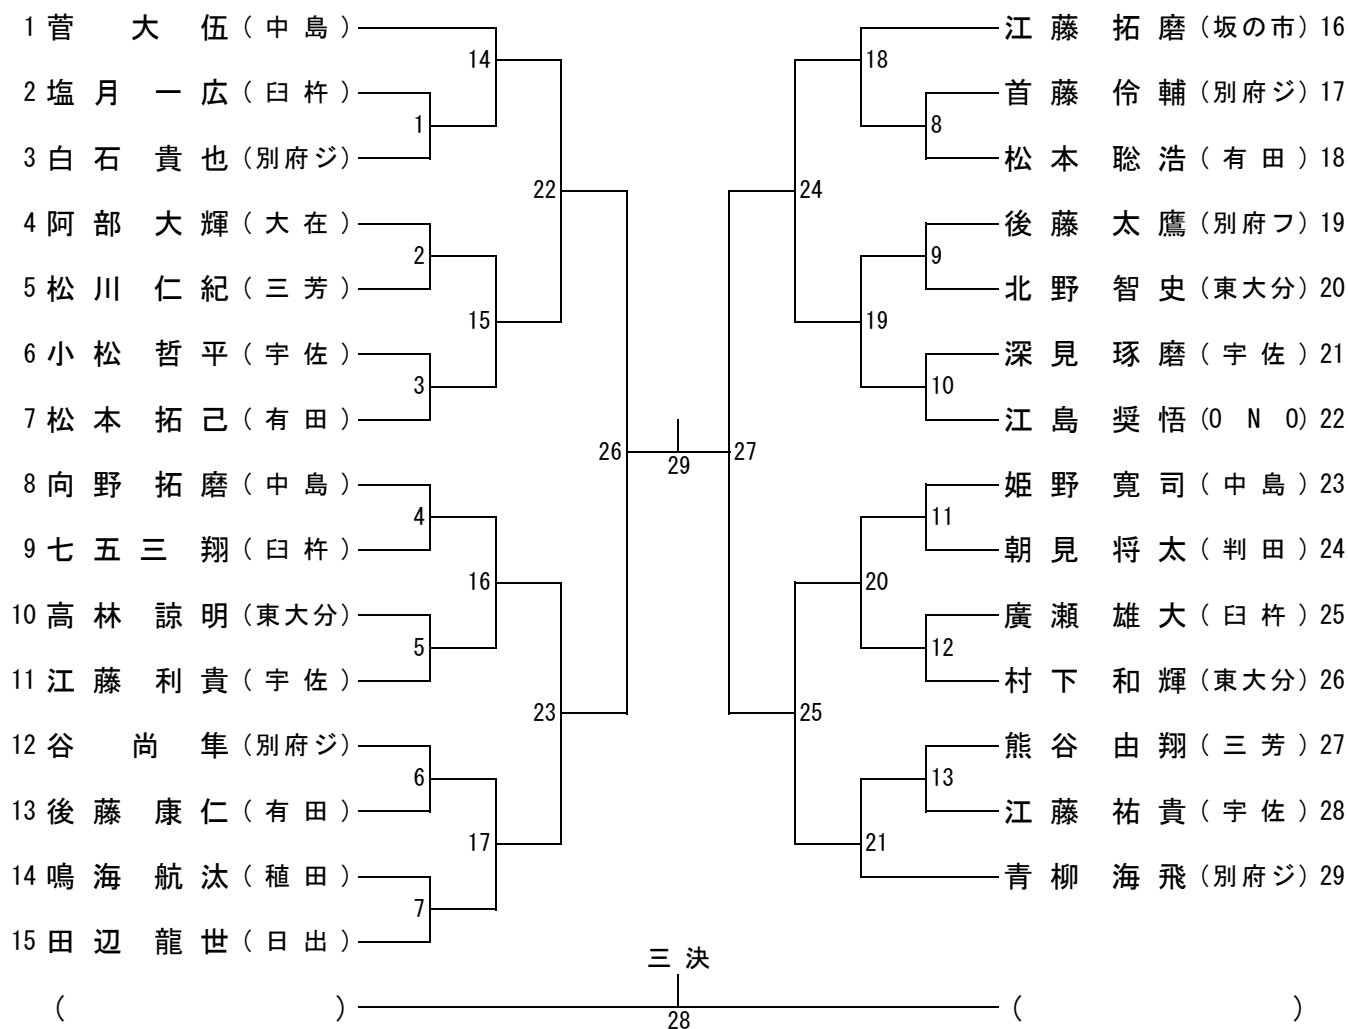 1 菅 大 伍 ( 中 島 )
14
2 塩 月 一 広 ( 臼 杵 )
1
3 白 石 貴 也 (別府ジ)
22
4 阿 部 大 輝 ( 大 在 )
2
5 松 川 仁 紀 ( 三 芳 )
15
6 小 松 哲 平 ( 宇 佐 )
3
7 松 本 拓 己 ( 有 田 )
26
8 向 野 拓 磨 ( 中 島 )
4
9 七 五 三 翔 ( 臼 杵 )
16
10 高 林 諒 明 (東大分)
5
11 江 藤 利 貴 ( 宇 佐 )
23
12 谷 尚 隼 (別府ジ)
6
13 後 藤 康 仁 ( 有 田 )
17
14 鳴 海 航 汰 ( 稙 田 )
7
15 田 辺 龍 世 ( 日 出 )
29
江 藤 拓 磨 (坂の市) 16
18
首 藤 伶 輔 (別府ジ) 17
8
松 本 聡 浩 ( 有 田 ) 18
24
後 藤 太 鷹 (別府フ) 19
9
北 野 智 史 (東大分) 20
19
深 見 琢 磨 ( 宇 佐 ) 21
10
江 島 奨 悟 (O N O) 22
27
姫 野 寛 司 ( 中 島 ) 23
11
朝 見 将 太 ( 判 田 ) 24
20
廣 瀬 雄 大 ( 臼 杵 ) 25
12
村 下 和 輝 (東大分) 26
25
熊 谷 由 翔 ( 三 芳 ) 27
13
江 藤 祐 貴 ( 宇 佐 ) 28
21
青 柳 海 飛 (別府ジ) 29
三 決
( ) ( )
28